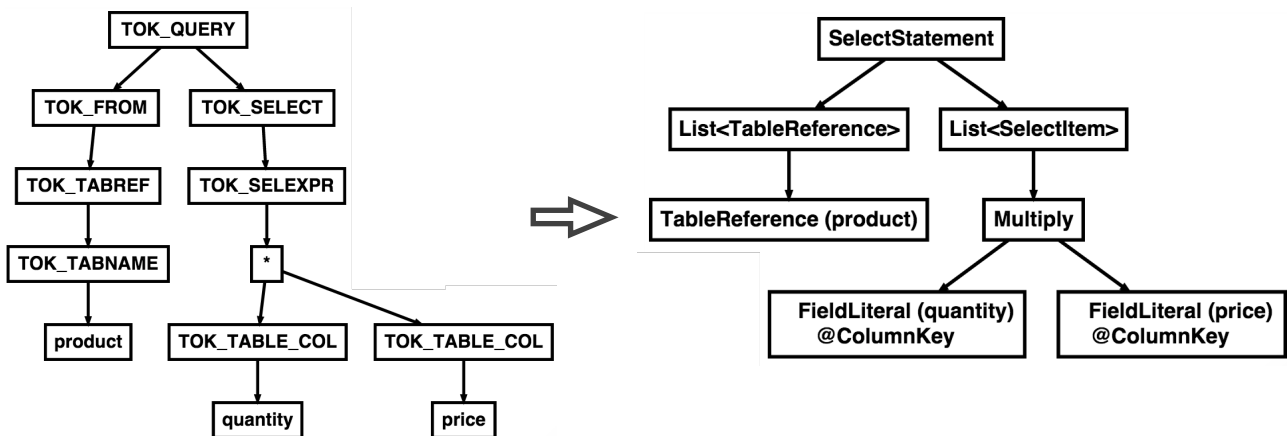 TOK_QUERY
TOK_FROM
TOK_SELECT
TOK_TABREF
TOK_SELEXPR
TOK_TABNAME
*
product
TOK_TABLE_COL
TOK_TABLE_COL
quantity
price
SelectStatement
List<TableReference>
List<SelectItem>
TableReference (product)
Multiply
FieldLiteral (quantity)
@ColumnKey
FieldLiteral (price)
@ColumnKey